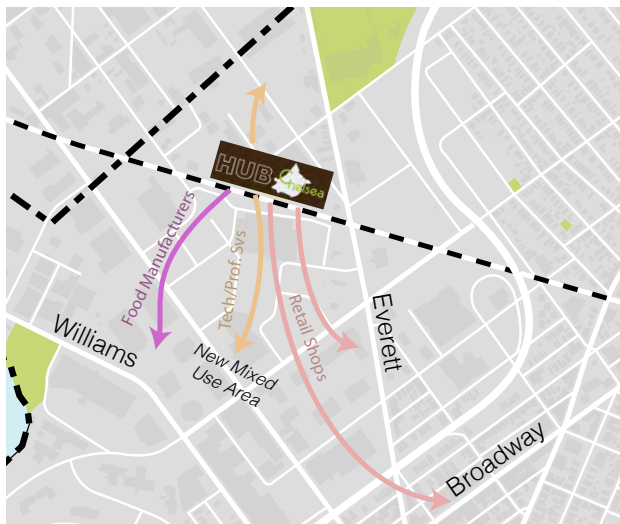 HUB
Chelsea
Food Manufacturers
Tech/Prof. Svs
Retail Shops
Everett
Williams
New Mixed
Use Area
Broadway